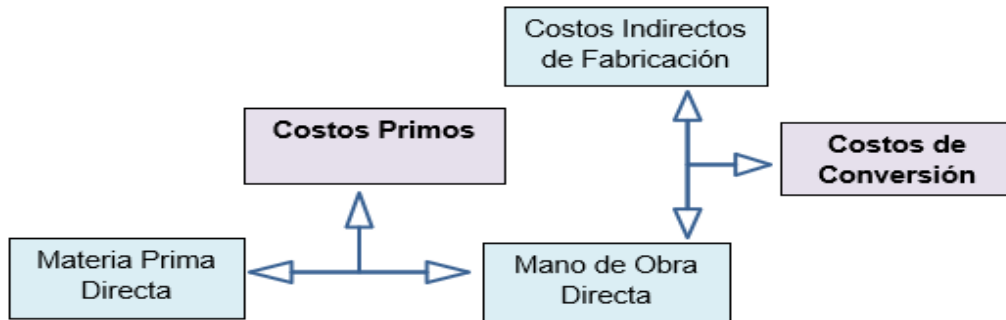 Costos Indirectos
de Fabricación
Costos Primos
Costos de
Conversión
Materia Prima
Directa
Mano de Obra
Directa